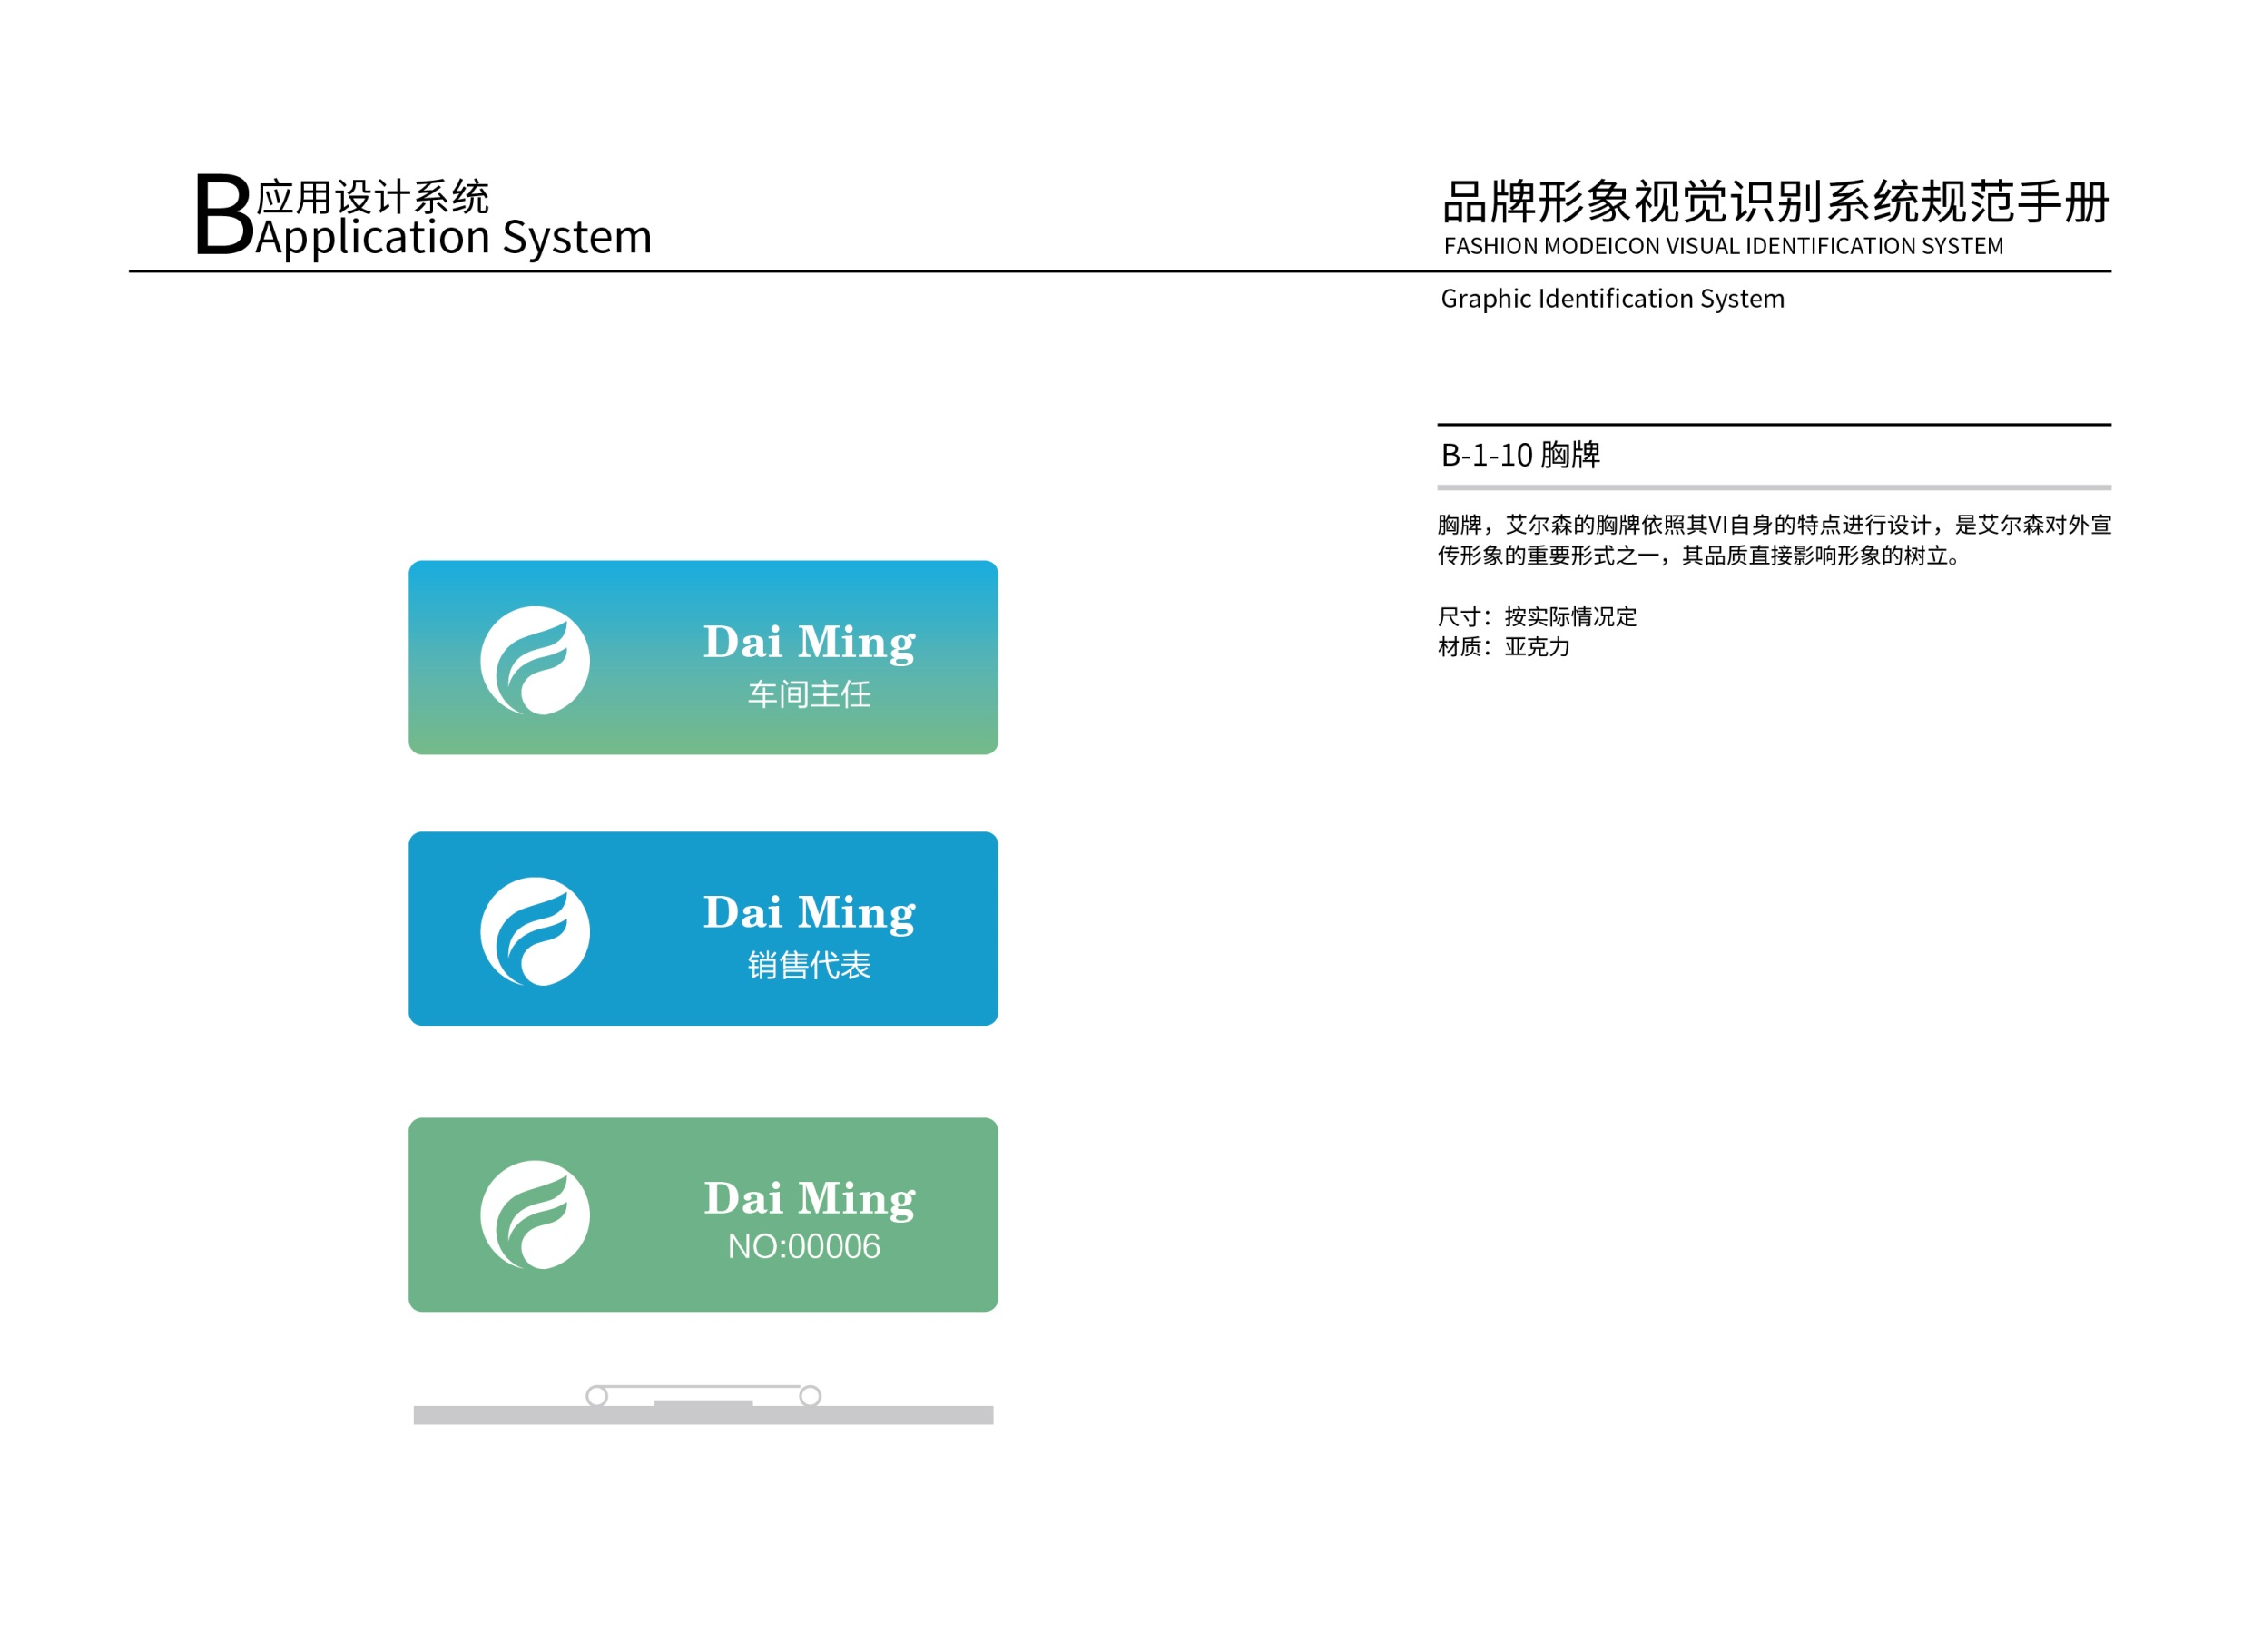 B应用设计系统
Application System
品牌形象视觉识别系统规范手册
FASHION MODEICON VISUAL IDENTIFICATION SYSTEM
Graphic Identification System
B-1-10 胸牌
胸牌，艾尔森的胸牌依照其VI自身的特点进行设计，是艾尔森对外宣
传形象的重要形式之一，其品质直接影响形象的树立。
尺寸：按实际情况定
材质：亚克力
Dai Ming
车间主任
Dai Ming
销售代表
Dai Ming
NO:00006